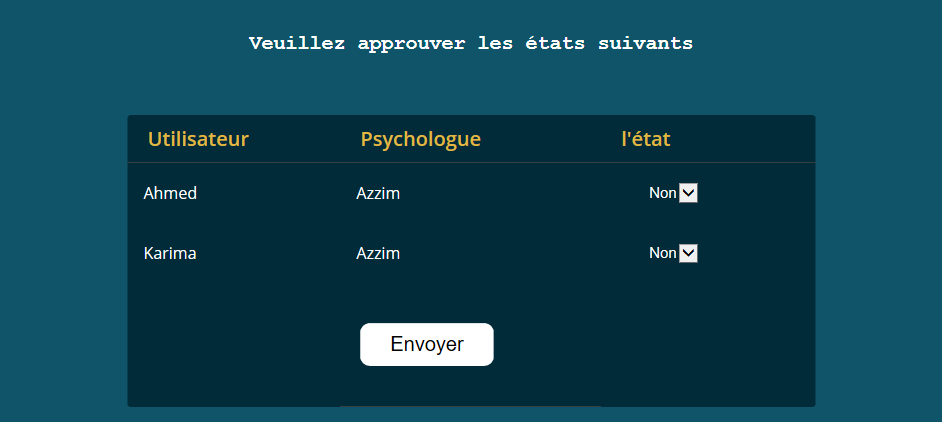 Veuillez approuver les états suivants
Utilisateur Psychologue l'état
Ahmed Azzim Non
Karima Azzim Non
Envoyer